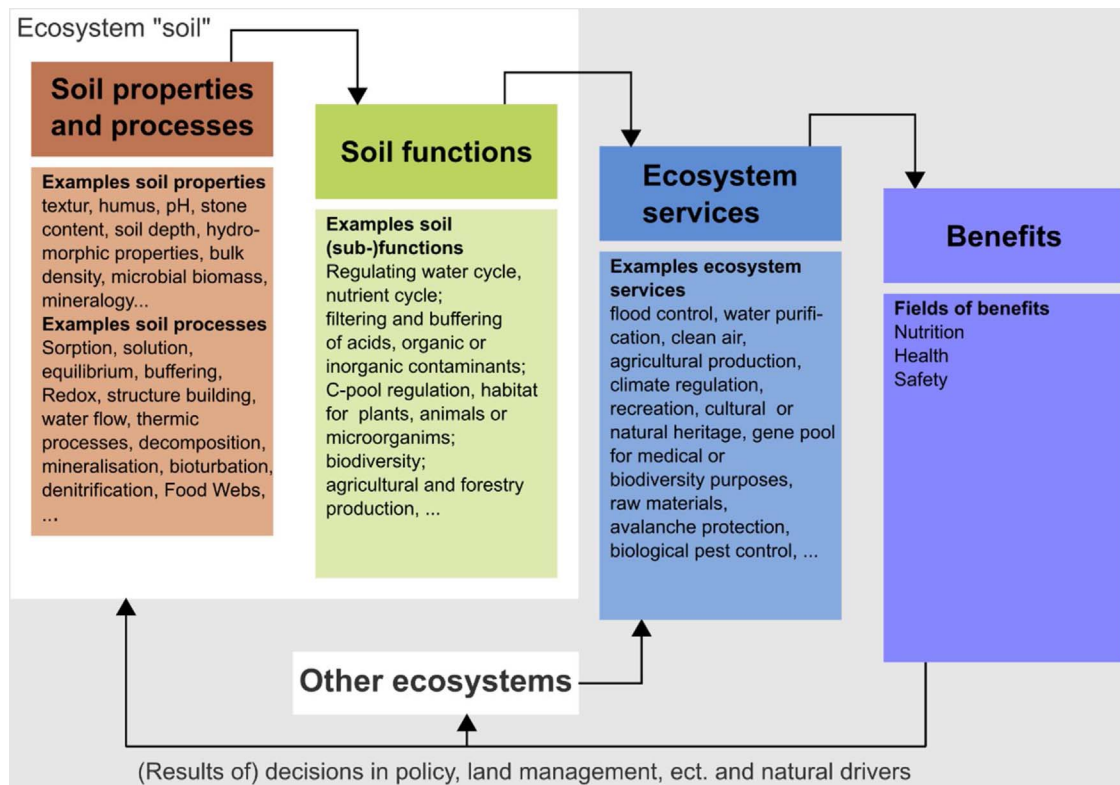 Ecosystem "soil"
Soil properties
and processes
Examples soil properties
textur, humus, pH, stone
content, soil depth, hydro-
morphic properties, bulk
density, microbial biomass,
mineralogy...
Examples soil processes
Sorption, solution,
equilibrium, buffering,
Redox, structure building,
water flow, thermic
processes, decomposition,
mineralisation, bioturbation,
denitrification, Food Webs,
...
Soil functions
Examples soil
(sub-)functions
Regulating water cycle,
nutrient cycle;
filtering and buffering
of acids, organic or
inorganic contaminants;
C-pool regulation, habitat
for plants, animals or
microorganims;
biodiversity;
agricultural and forestry
production, ...
Ecosystem
services
Examples ecosystem
services
flood control, water purifi-
cation, clean air,
agricultural production,
climate regulation,
recreation, cultural or
natural heritage, gene pool
for medical or
biodiversity purposes,
raw materials,
avalanche protection,
biological pest control, ...
Benefits
Fields of benefits
Nutrition
Health
Safety
Other ecosystems
(Results of) decisions in policy, land management, ect. and natural drivers